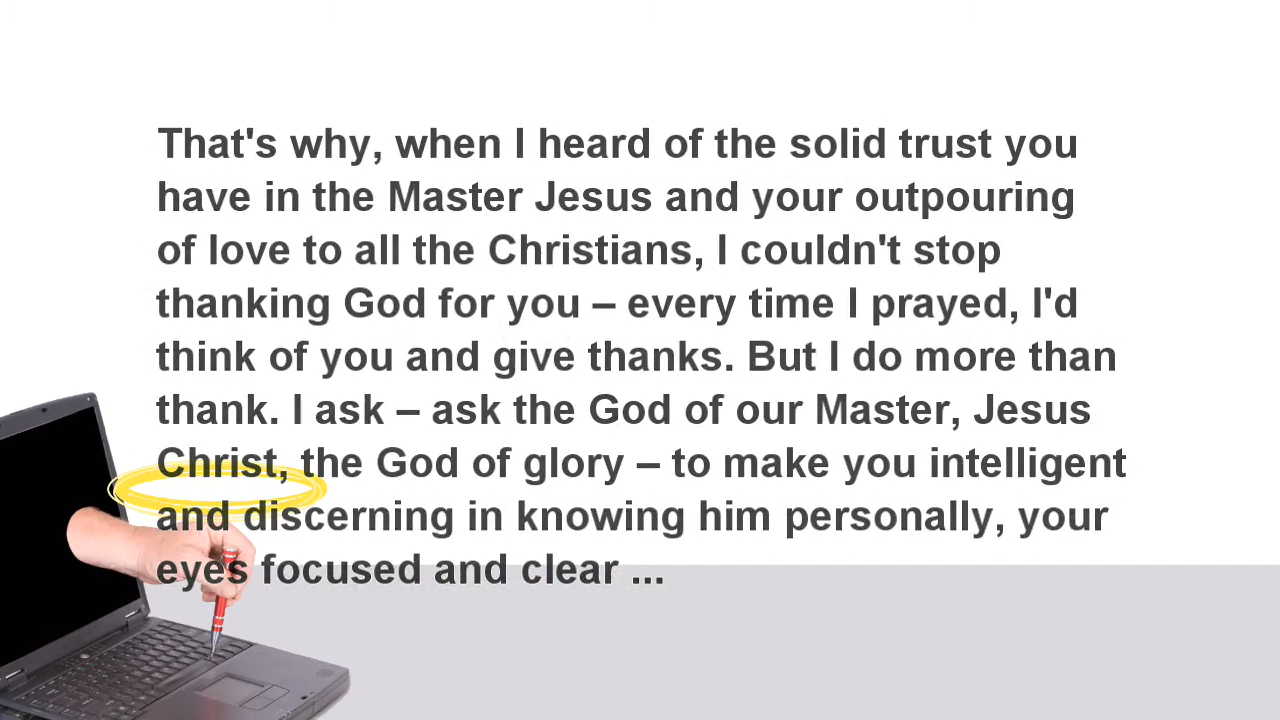 That's why, when I heard of the solid trust you
have in the Master Jesus and your outpouring
of love to all the Christians, I couldn't stop
thanking God for you – every time I prayed, I'd
think of you and give thanks. But I do more than
thank. I ask – ask the God of our Master, Jesus
Christ, the God of glory – to make you intelligent
and discerning in knowing him personally, your
eyes focused and clear ...